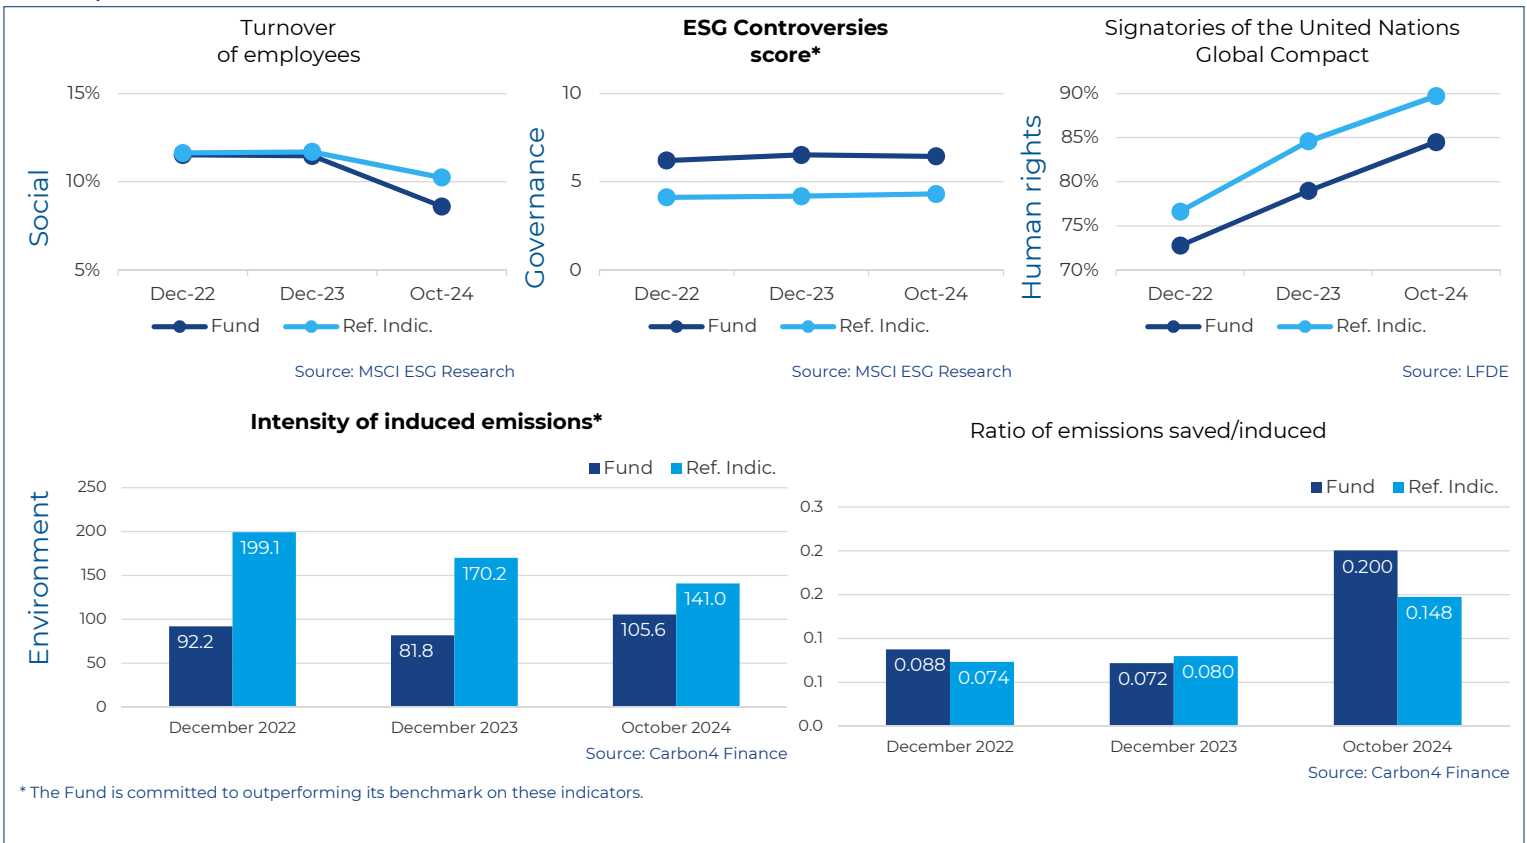 Turnover
of employees
15%
10%
5%
Social
Dec-22
Dec-23
Oct-24
Fund
Ref. Indic.
Source: MSCI ESG Research
ESG Controversies
score*
10
5
0
Governance
Dec-22
Dec-23
Oct-24
Fund
Ref. Indic.
Source: MSCI ESG Research
Signatories of the United Nations
Global Compact
90%
85%
80%
75%
70%
Human rights
Dec-22
Dec-23
Oct-24
Fund
Ref. Indic.
Source: LFDE
Intensity of induced emissions*
Fund
Ref. Indic.
250
200
150
100
50
0
Environment
92.2
199.1
81.8
170.2
105.6
141.0
December 2022
December 2023
October 2024
Source: Carbon4 Finance
Ratio of emissions saved/induced
Fund
Ref. Indic.
0.3
0.2
0.2
0.1
0.1
0.0
0.088
0.074
0.072
0.080
0.200
0.148
December 2022
December 2023
October 2024
Source: Carbon4 Finance
* The Fund is committed to outperforming its benchmark on these indicators.